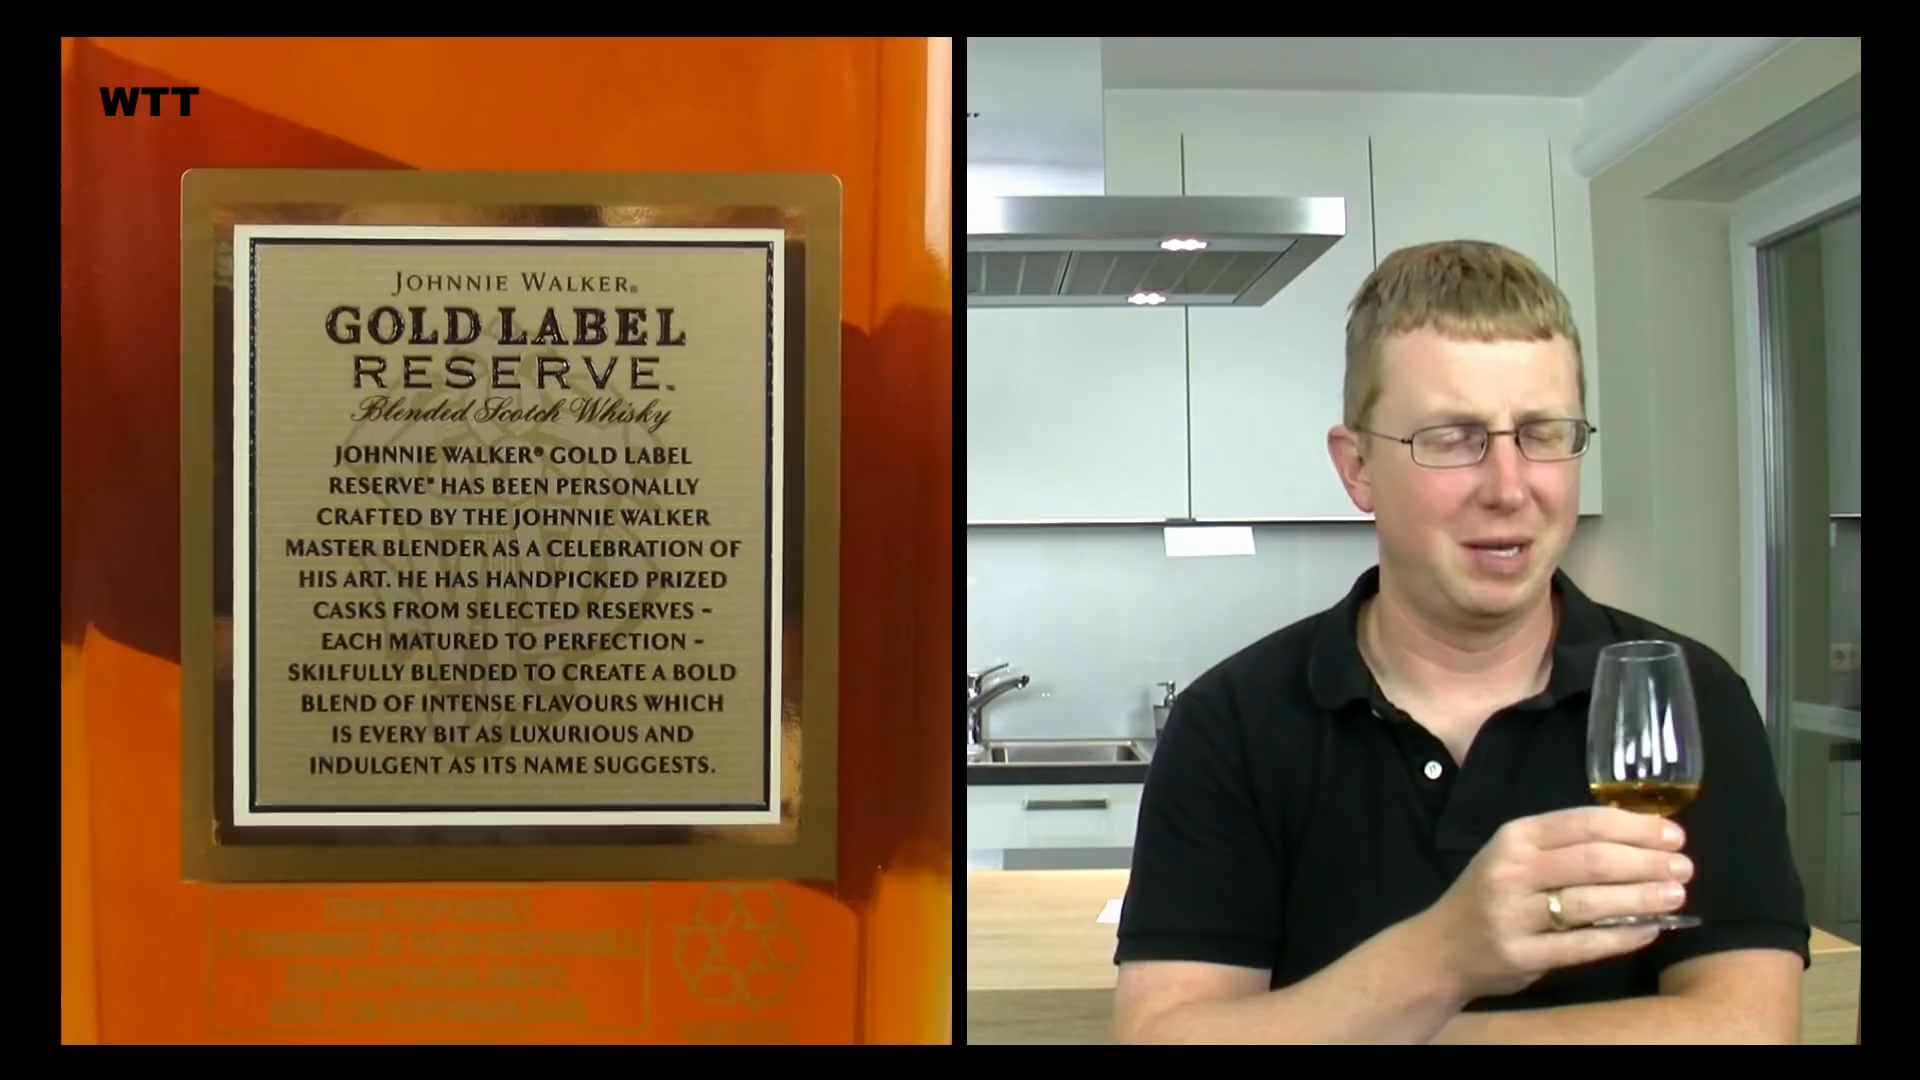 WTT
JOHNNIE WALKER®
GOLD LABEL
RESERVE™
Blended Scotch Whisky
JOHNNIE WALKER® GOLD LABEL
RESERVE® HAS BEEN PERSONALLY
CRAFTED BY THE JOHNNIE WALKER
MASTER BLENDER AS A CELEBRATION OF
HIS ART. HE HAS HANDPICKED PRIZED
CASKS FROM SELECTED RESERVES –
EACH MATURED TO PERFECTION –
SKILFULLY BLENDED TO CREATE A BOLD
BLEND OF INTENSE FLAVOURS WHICH
IS EVERY BIT AS LUXURIOUS AND
INDULGENT AS ITS NAME SUGGESTS.